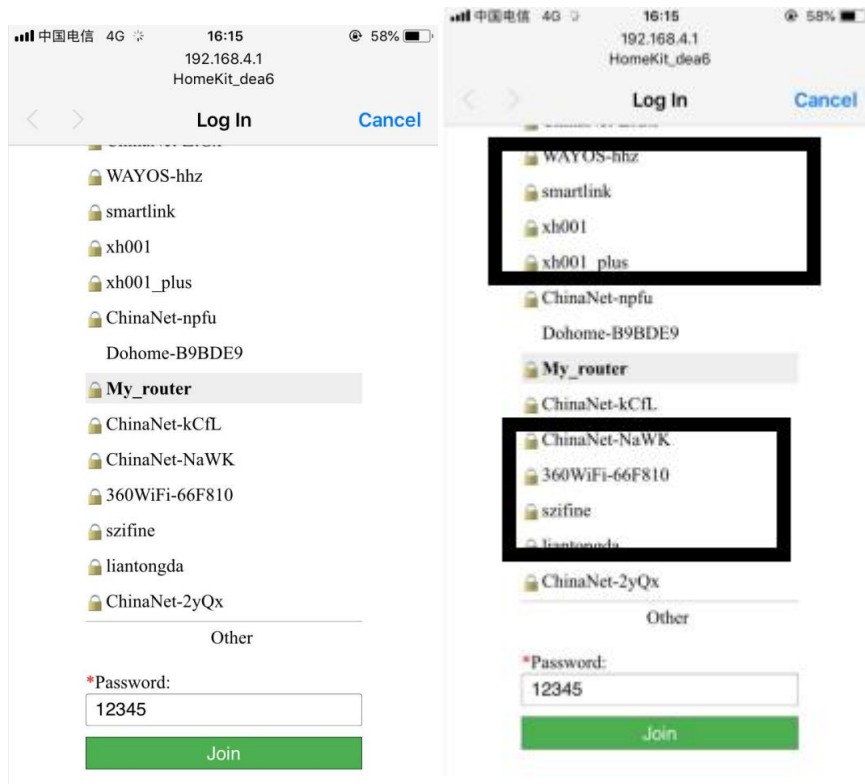 中国电信 4G 16:15 58%
192.168.4.1
HomeKit_dea6
Log In Cancel
WAYOS-hhz
smartlink
xh001
xh001_plus
ChinaNet-npfu
Dohome-B9BDE9
My_router
ChinaNet-kCfL
ChinaNet-NaWK
360WiFi-66F810
szifine
liantongda
ChinaNet-2yQx
Other
*Password:
12345
Join
中国电信 4G 16:15 58%
192.168.4.1
HomeKit_dea6
Log In Cancel
WAYOS-hhz
smartlink
xh001
xh001_plus
ChinaNet-npfu
Dohome-B9BDE9
My_router
ChinaNet-kCfL
ChinaNet-NaWK
360WiFi-66F810
szifine
liantongda
ChinaNet-2yQx
Other
*Password:
12345
Join